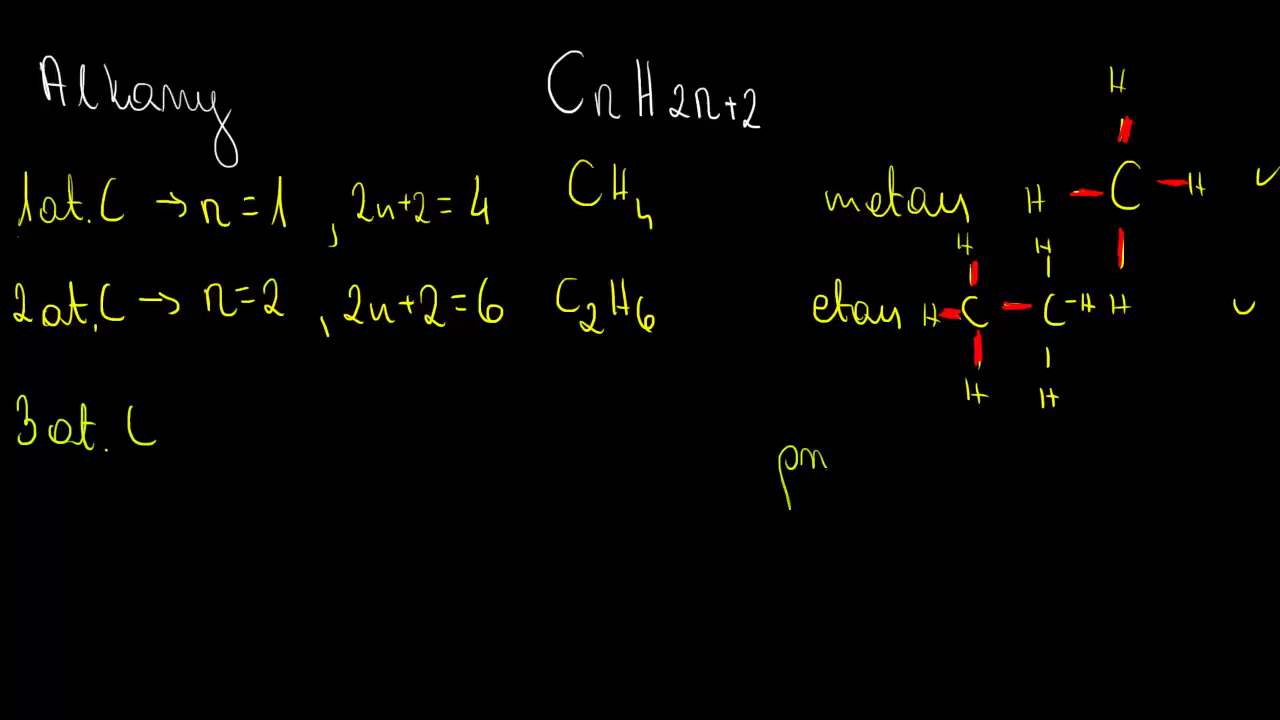 Alkany CnH2n+2
1at. C → n=1 , 2n+2=4 CH4 metan
2at. C → n=2 , 2n+2=6 C2H6 etan
3at. C
H
H C H
H
H H
H C C H
H H